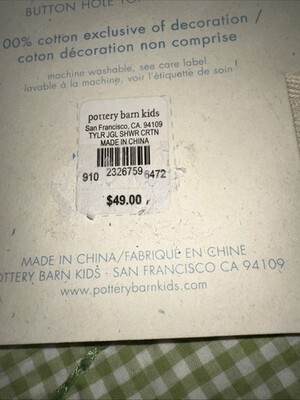 BUTTON HOLE TO
100% cotton exclusive of decoration /
coton décoration non comprise
machine washable, see care label
lavable à la machine, voir l'étiquette de soin
pottery barn kids
San Francisco, CA. 94109
TYLR JGL SHWR CRTN
MADE IN CHINA
910 2326759 6472
$49.00
MADE IN CHINA/FABRIQUÉ EN CHINE
POTTERY BARN KIDS · SAN FRANCISCO CA 94109
www.potterybarnkids.com